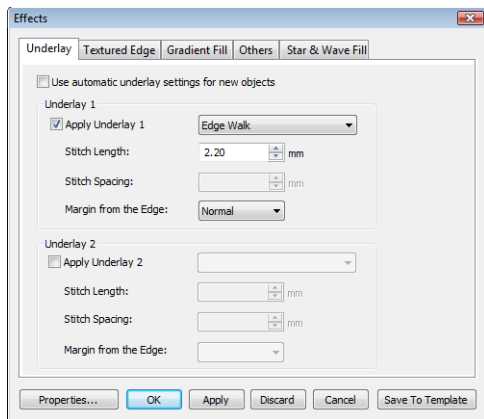 Effects
Underlay Textured Edge Gradient Fill Others Star & Wave Fill
Use automatic underlay settings for new objects
Underlay 1
Apply Underlay 1 Edge Walk
Stitch Length: 2.20 mm
Stitch Spacing: mm
Margin from the Edge: Normal
Underlay 2
Apply Underlay 2
Stitch Length: mm
Stitch Spacing: mm
Margin from the Edge:
Properties... OK Apply Discard Cancel Save To Template